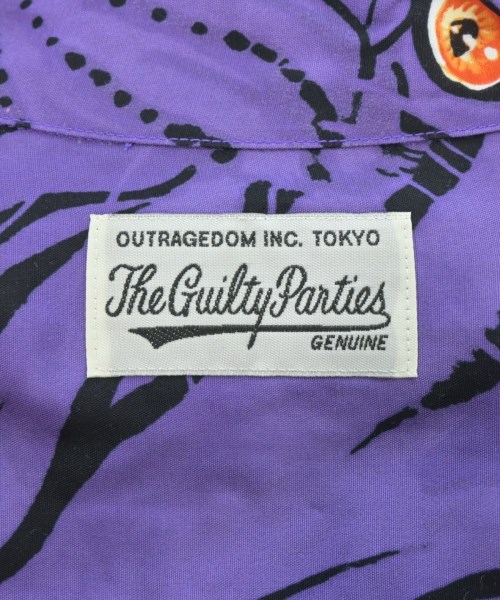 OUTRAGEDOM INC. TOKYO
The Guilty Parties
GENUINE